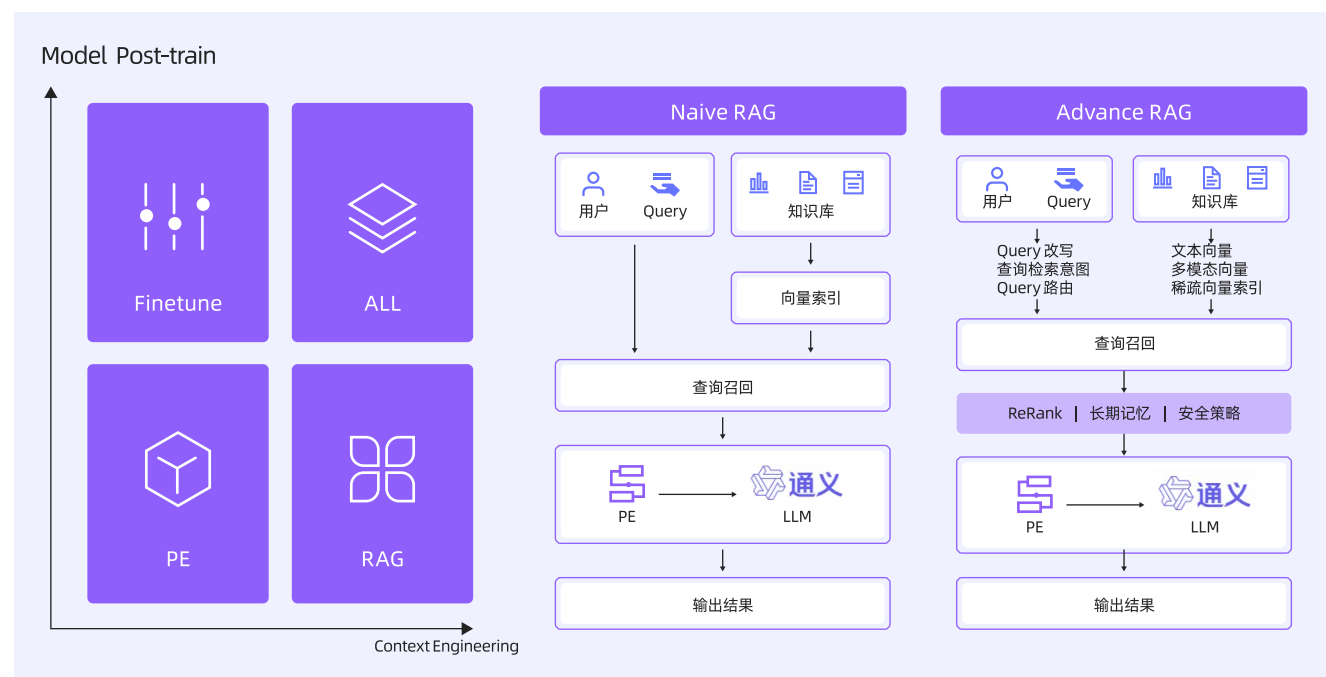 Model Post-train
Finetune
ALL
PE
RAG
Context Engineering
Naive RAG
用户
Query
知识库
向量索引
查询召回
PE
通义
LLM
输出结果
Advance RAG
用户
Query
知识库
Query 改写
查询检索意图
Query 路由
文本向量
多模态向量
稀疏向量索引
查询召回
ReRank | 长期记忆 | 安全策略
PE
通义
LLM
输出结果